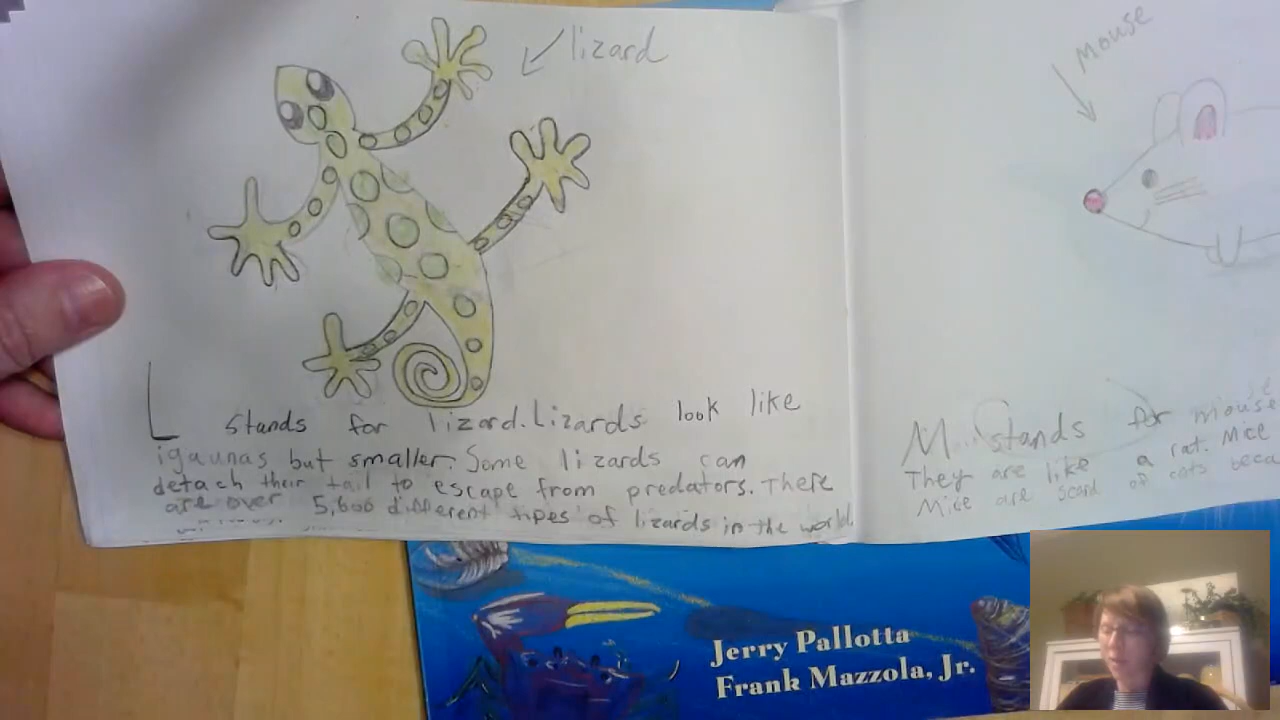 lizard
L stands for lizard. Lizards look like
igaunas but smaller. Some lizards can
detach their tail to escape from predators. There
are over 5,600 different tipes of lizards in the world.
mouse
M stands for mouse
They are like a rat. Mice
Mice are scard of cats beca
Jerry Pallotta
Frank Mazzola, Jr.